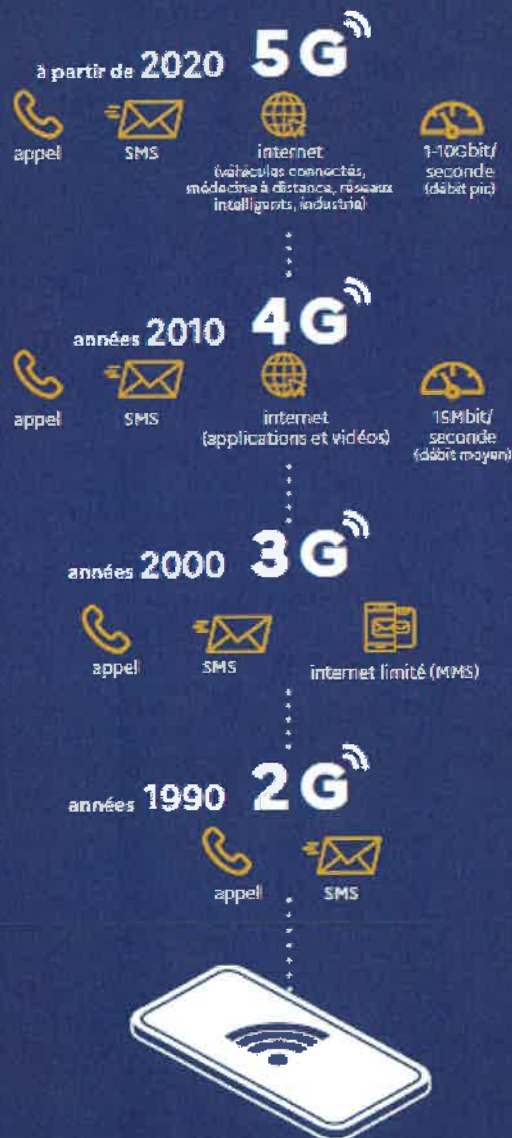 à partir de 2020 5G
appel
SMS
internet
(véhicules connectés,
médecine à distance, réseaux
intelligents, industrie)
1-10Gbit/
seconde
(débit pic)
années 2010 4G
appel
SMS
internet
(applications et vidéos)
15Mbit/
seconde
(débit moyen)
années 2000 3G
appel
SMS
internet limité (MMS)
années 1990 2G
appel
SMS